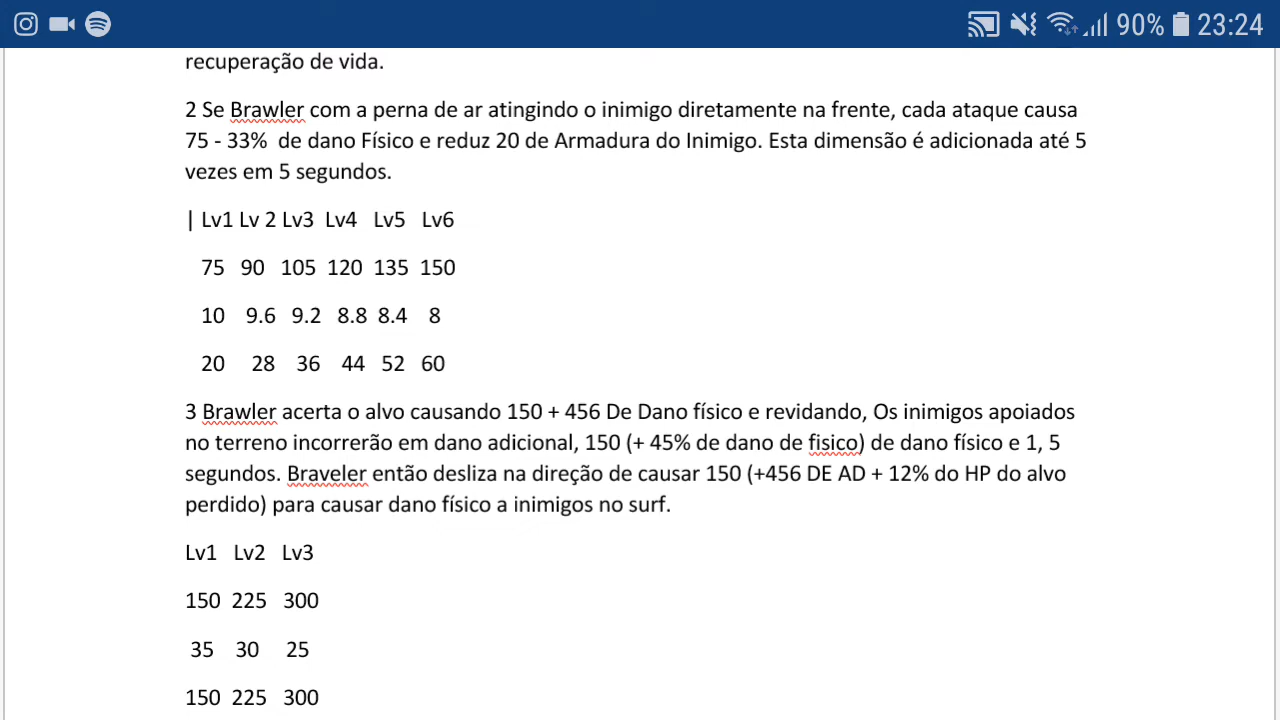 90% 23:24
recuperação de vida.
2 Se Brawler com a perna de ar atingindo o inimigo diretamente na frente, cada ataque causa
75 - 33%  de dano Físico e reduz 20 de Armadura do Inimigo. Esta dimensão é adicionada até 5
vezes em 5 segundos.
| Lv1 Lv 2 Lv3  Lv4   Lv5   Lv6
75   90   105  120  135  150
10   9.6   9.2   8.8  8.4    8
20    28    36    44   52   60
3 Brawler acerta o alvo causando 150 + 456 De Dano físico e revidando, Os inimigos apoiados
no terreno incorrerão em dano adicional, 150 (+ 45% de dano de fisico) de dano físico e 1, 5
segundos. Braveler então desliza na direção de causar 150 (+456 DE AD + 12% do HP do alvo
perdido) para causar dano físico a inimigos no surf.
Lv1   Lv2   Lv3
150  225   300
35    30     25
150  225   300